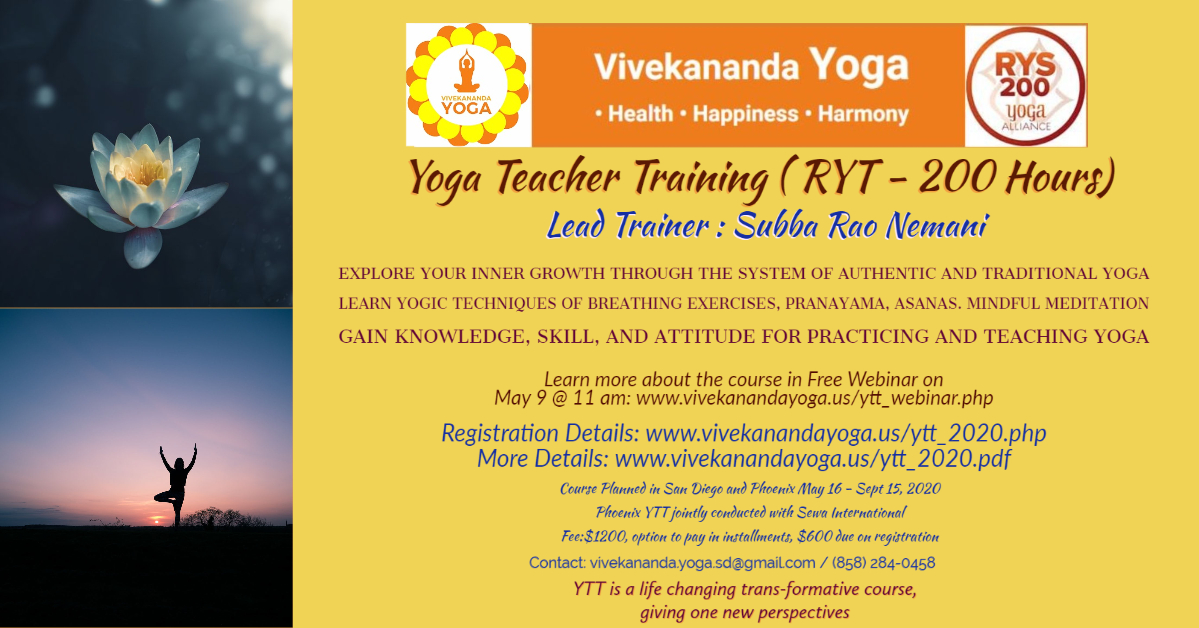 VIVEKANANDA
YOGA
Vivekananda Yoga
• Health • Happiness • Harmony
RYS
200
yoga
ALLIANCE
Yoga Teacher Training ( RYT - 200 Hours)
Lead Trainer : Subba Rao Nemani
EXPLORE YOUR INNER GROWTH THROUGH THE SYSTEM OF AUTHENTIC AND TRADITIONAL YOGA
LEARN YOGIC TECHNIQUES OF BREATHING EXERCISES, PRANAYAMA, ASANAS. MINDFUL MEDITATION
GAIN KNOWLEDGE, SKILL, AND ATTITUDE FOR PRACTICING AND TEACHING YOGA
Learn more about the course in Free Webinar on
May 9 @ 11 am: www.vivekanandayoga.us/ytt_webinar.php
Registration Details: www.vivekanandayoga.us/ytt_2020.php
More Details: www.vivekanandayoga.us/ytt_2020.pdf
Course Planned in San Diego and Phoenix May 16 - Sept 15, 2020
Phoenix YTT jointly conducted with Sewa International
Fee:$1200, option to pay in installments, $600 due on registration
Contact: vivekananda.yoga.sd@gmail.com / (858) 284-0458
YTT is a life changing trans-formative course,
giving one new perspectives